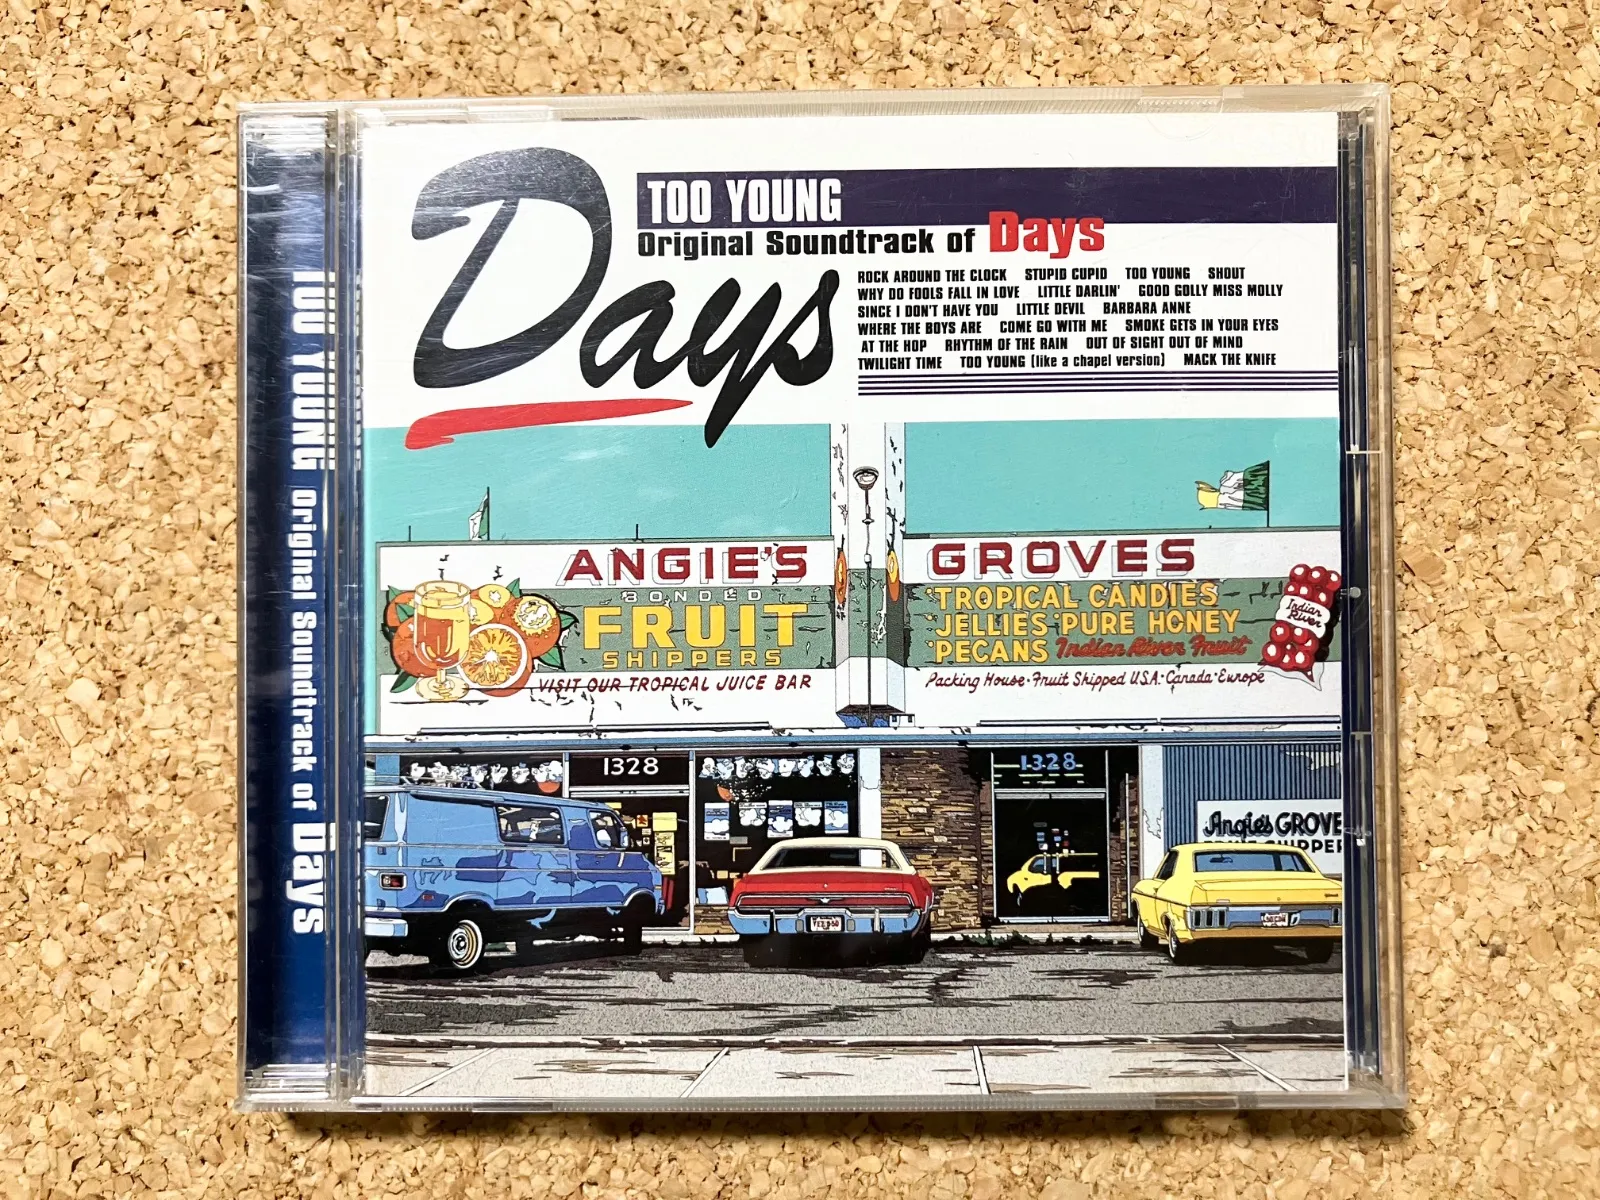 Days
TOO YOUNG
Original Soundtrack of Days
ROCK AROUND THE CLOCK STUPID CUPID TOO YOUNG SHOUT
WHY DO FOOLS FALL IN LOVE LITTLE DARLIN' GOOD GOLLY MISS MOLLY
SINCE I DON'T HAVE YOU LITTLE DEVIL BARBARA ANNE
WHERE THE BOYS ARE COME GO WITH ME SMOKE GETS IN YOUR EYES
AT THE HOP RHYTHM OF THE RAIN OUT OF SIGHT OUT OF MIND
TWILIGHT TIME TOO YOUNG (like a chapel version) MACK THE KNIFE
TOO YOUNG Original Soundtrack of Days
ANGIE'S
BONDED
FRUIT
SHIPPERS
VISIT OUR TROPICAL JUICE BAR
GROVES
•TROPICAL CANDIES
•JELLIES•PURE HONEY
•PECANS Indian River Fruit
Packing House•Fruit Shipped U.S.A.•Canada•Europe
Indian
River
1328
1328
Angie's GROVE